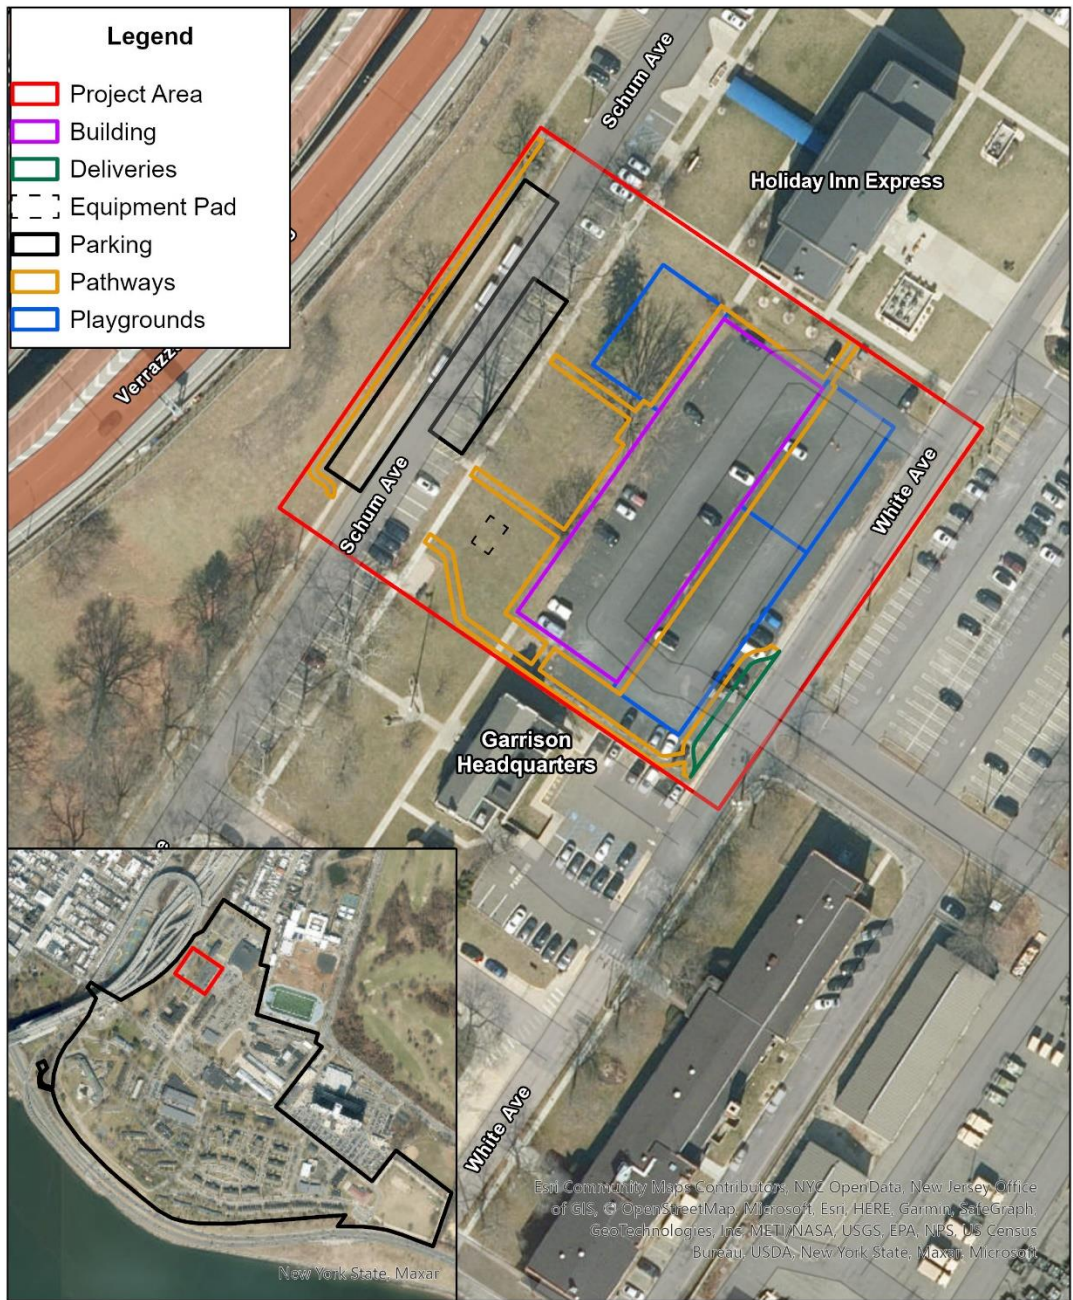 Legend
Project Area
Building
Deliveries
Equipment Pad
Parking
Pathways
Playgrounds
Schum Ave
Holiday Inn Express
White Ave
Schum Ave
Garrison
Headquarters
White Ave
Esri Community Maps Contributors, NYC OpenData, New Jersey Office
of GIS, © OpenStreetMap, Microsoft, Esri, HERE, Garmin, SafeGraph,
GeoTechnologies, Inc, METI/NASA, USGS, EPA, NPS, US Census
Bureau, USDA, New York State, Maxar, Microsoft
New York State, Maxar